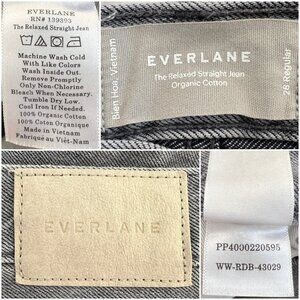 EVERLANE
RN# 139393
The Relaxed Straight Jean
Machine Wash Cold
With Like Colors
Wash Inside Out.
Remove Promptly
Only Non-Chlorine
Bleach When Necessary.
Tumble Dry Low.
Cool Iron If Needed.
100% Organic Cotton
100% Coton Organique
Made in Vietnam
Fabriqué au Viêt-Nam
Bien Hoa, Vietnam
EVERLANE
The Relaxed Straight Jean
Organic Cotton
28 Regular
EVERLANE
PP4000220595
WW-RDB-43029